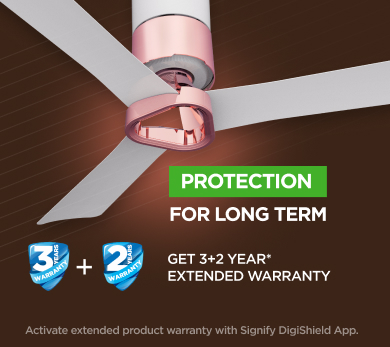 PROTECTION
FOR LONG TERM
3 YEARS
WARRANTY
+
2 YEARS
WARRANTY
GET 3+2 YEAR*
EXTENDED WARRANTY
Activate extended product warranty with Signify DigiShield App.